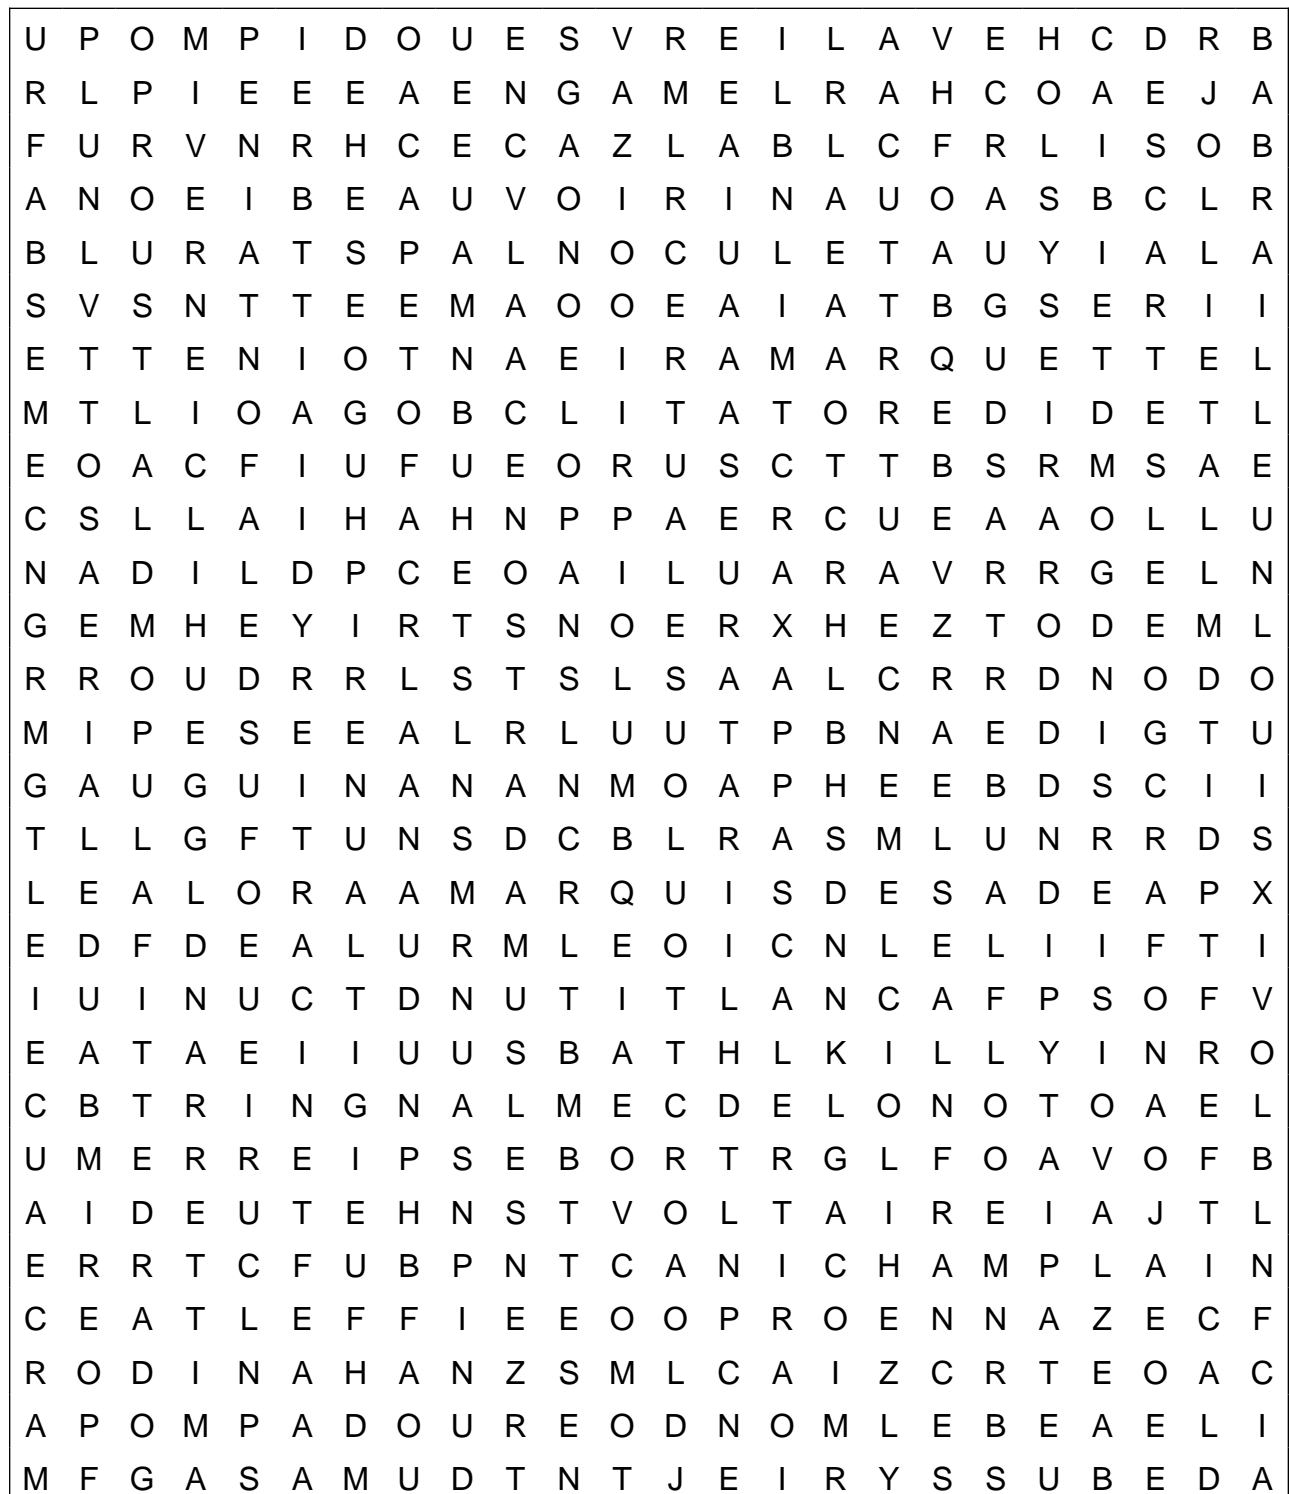 U P O M P I D O U E S V R E I L A V E H C D R B
R L P I E E E A E N G A M E L R A H C O A E J A
F U R V N R H C E C A Z L A B L C F R L I S O B
A N O E I B E A U V O I R I N A U O A S B C L R
B L U R A T S P A L N O C U L E T A U Y I A L A
S V S N T T E E M A O O E A I A T B G S E R I I
E T T E N I O T N A E I R A M A R Q U E T T E L
M T L I O A G O B C L I T A T O R E D I D E T L
E O A C F I U F U E O R U S C T T B S R M S A E
C S L L A I H A H N P P A E R C U E A A O L L U
N A D I L D P C E O A I L U A R A V R R G E L N
G E M H E Y I R T S N O E R X H E Z T O D E M L
R R O U D R R L S T S L S A A L C R R D N O D O
M I P E S E E A L R L U U T P B N A E D I G T U
G A U G U I N A N A N M O A P H E E B D S C I I
T L L G F T U N S D C B L R A S M L U N R R D S
L E A L O R A A M A R Q U I S D E S A D E A P X
E D F D E A L U R M L E O I C N L E L I I F T I
I U I N U C T D N U T I T L A N C A F P S O F V
E A T A E I I U U S B A T H L K I L L Y I N R O
C B T R I N G N A L M E C D E L O N O T O A E L
U M E R R E I P S E B O R T R G L F O A V O F B
A I D E U T E H N S T V O L T A I R E I A J T L
E R R T C F U B P N T C A N I C H A M P L A I N
C E A T L E F F I E E O O P R O E N N A Z E C F
R O D I N A H A N Z S M L C A I Z C R T E O A C
A P O M P A D O U R E O D N O M L E B E A E L I
M F G A S A M U D T N T J E I R Y S S U B E D A